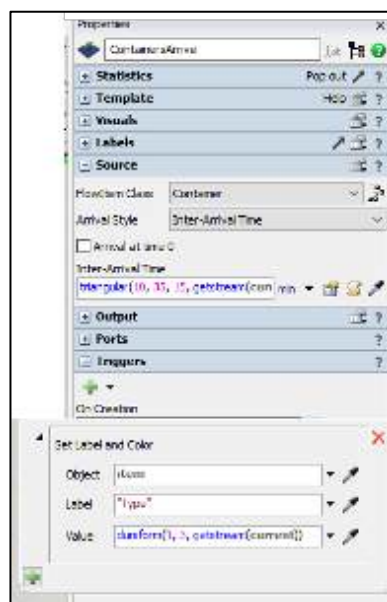 Properties
ContainersArrival
Statistics Pop out ?
Template Help ?
Visuals ?
Labels ?
Source ?
FlowItem Class Container
Arrival Style Inter-Arrival Time
Arrival at time 0
Inter-Arrival Time
triangular(10, 35, 15, getstream(curr min
Output ?
Ports ?
Triggers ?
On Creation
Set Label and Color
Object item
Label "Type"
Value duniform(1, 3, getstream(current))